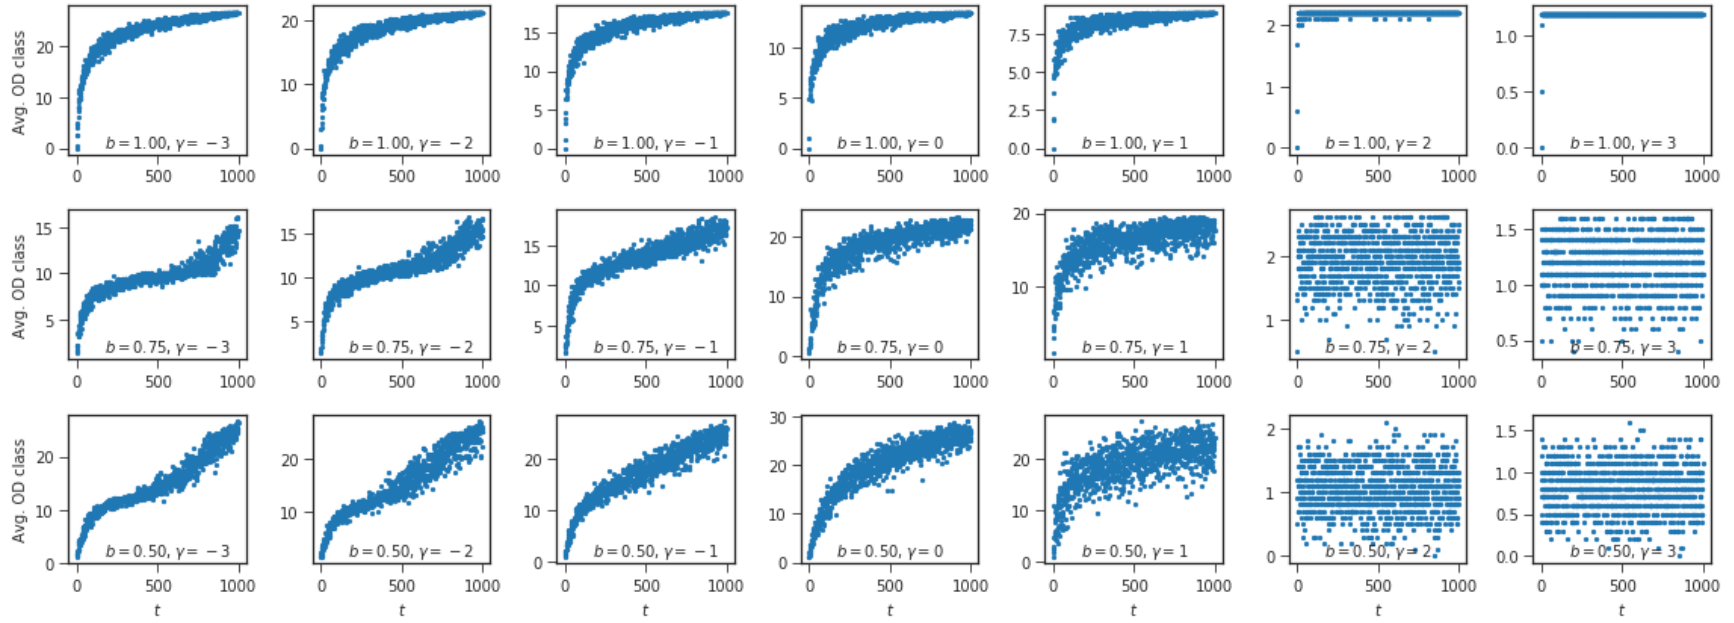 Avg. OD class
20
10
0
b = 1.00, γ = −3
0 500 1000
20
10
0
b = 1.00, γ = −2
0 500 1000
15
10
5
0
b = 1.00, γ = −1
0 500 1000
10
5
0
b = 1.00, γ = 0
0 500 1000
7.5
5.0
2.5
0.0
b = 1.00, γ = 1
0 500 1000
2
1
0
b = 1.00, γ = 2
0 500 1000
1.0
0.5
0.0
b = 1.00, γ = 3
0 500 1000
Avg. OD class
15
10
5
b = 0.75, γ = −3
0 500 1000
15
10
5
b = 0.75, γ = −2
0 500 1000
15
10
5
b = 0.75, γ = −1
0 500 1000
20
10
0
b = 0.75, γ = 0
0 500 1000
20
10
b = 0.75, γ = 1
0 500 1000
2
1
b = 0.75, γ = 2
0 500 1000
1.5
1.0
0.5
b = 0.75, γ = 3
0 500 1000
Avg. OD class
20
10
0
b = 0.50, γ = −3
0 500 1000
t
20
10
b = 0.50, γ = −2
0 500 1000
t
20
10
0
b = 0.50, γ = −1
0 500 1000
t
30
20
10
0
b = 0.50, γ = 0
0 500 1000
t
20
10
0
b = 0.50, γ = 1
0 500 1000
t
2
1
0
b = 0.50, γ = 2
0 500 1000
t
1.5
1.0
0.5
0.0
b = 0.50, γ = 3
0 500 1000
t